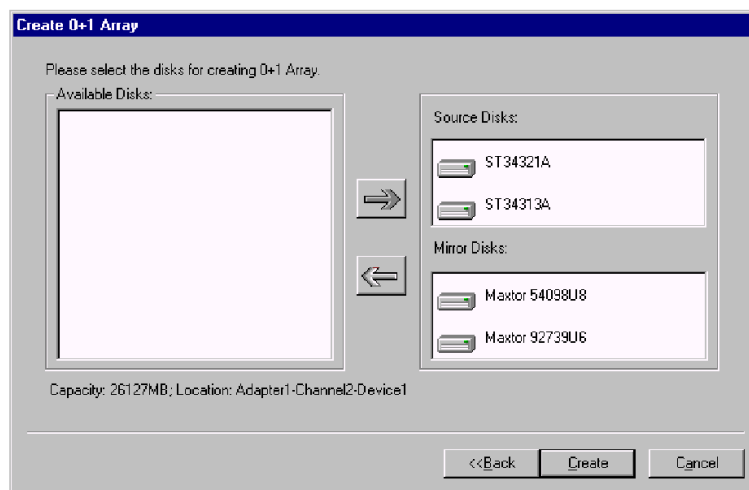 Create 0+1 Array
Please select the disks for creating 0+1 Array.
Available Disks:
Source Disks:
ST34321A
ST34313A
Mirror Disks:
Maxtor 54098U8
Maxtor 92739U6
Capacity: 26127MB; Location: Adapter1-Channel2-Device1
<<Back
Create
Cancel